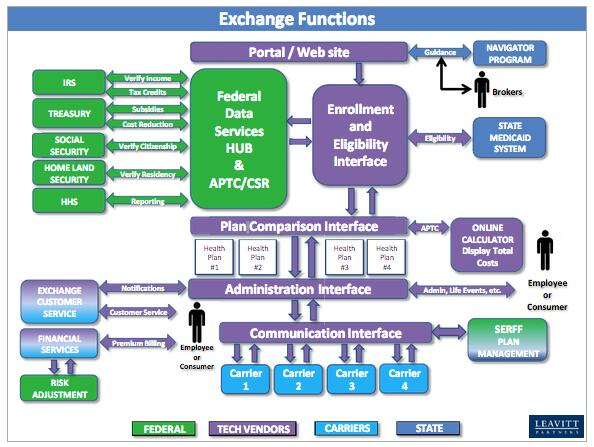 Exchange Functions
Portal / Web site
Guidance
NAVIGATOR
PROGRAM
Brokers
IRS
Verify Income
Tax Credits
TREASURY
Subsidies
Cost Reduction
SOCIAL
SECURITY
Verify Citizenship
HOME LAND
SECURITY
Verify Residency
HHS
Reporting
Federal
Data
Services
HUB
&
APTC/CSR
Enrollment
and
Eligibility
Interface
Eligibility
STATE
MEDICAID
SYSTEM
Plan Comparison Interface
APTC
ONLINE
CALCULATOR
Display Total
Costs
Health
Plan
#1
Health
Plan
#2
Health
Plan
#3
Health
Plan
#4
Employee
or
Consumer
EXCHANGE
CUSTOMER
SERVICE
Notifications
Customer Service
Administration Interface
Admin, Life Events, etc.
FINANCIAL
SERVICES
Premium Billing
Employee
or
Consumer
Communication Interface
SERFF
PLAN
MANAGEMENT
RISK
ADJUSTMENT
Carrier
1
Carrier
2
Carrier
3
Carrier
4
FEDERAL
TECH VENDORS
CARRIERS
STATE
LEAVITT
PARTNERS